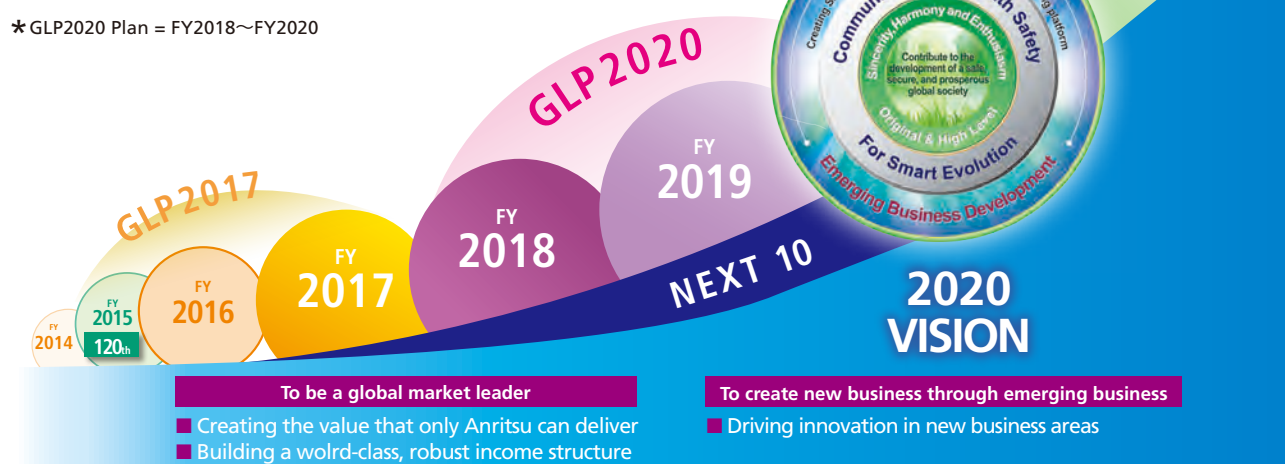 *GLP2020 Plan = FY2018～FY2020
GLP2017
GLP2020
FY
2014
FY
2015
120th
FY
2016
FY
2017
FY
2018
FY
2019
NEXT 10
Creating
platform
Safety
Sincerity, Harmony and Enthusiasm
Contribute to the
development of a safe,
secure, and prosperous
global society
Original & High Level
For Smart Evolution
Emerging Business Development
2020
VISION
To be a global market leader
■ Creating the value that only Anritsu can deliver
■ Building a wolrd-class, robust income structure
To create new business through emerging business
■ Driving innovation in new business areas